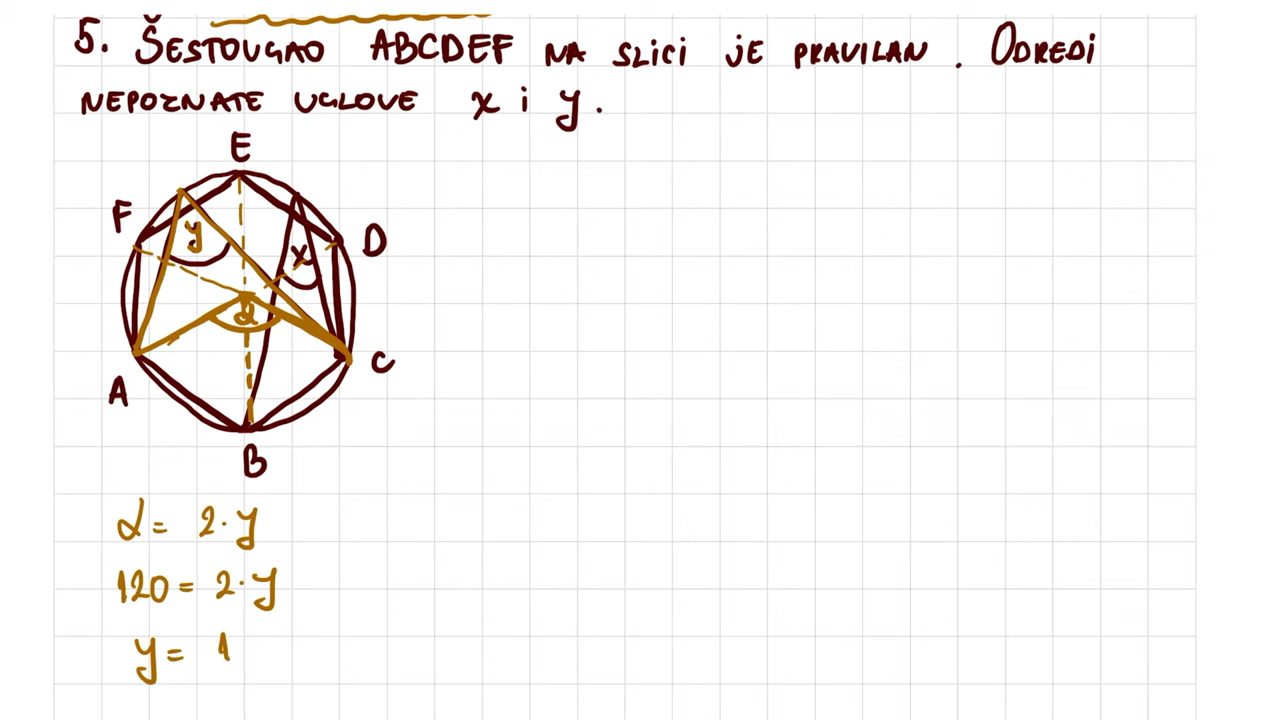 5. ŠESTOUGAO ABCDEF NA SLICI JE PRAVILAN. ODREDI
NEPOZNATE UGLOVE x i y.
E
F
y
x
D
α
A
C
B
α = 2·y
120 = 2·y
y = 1